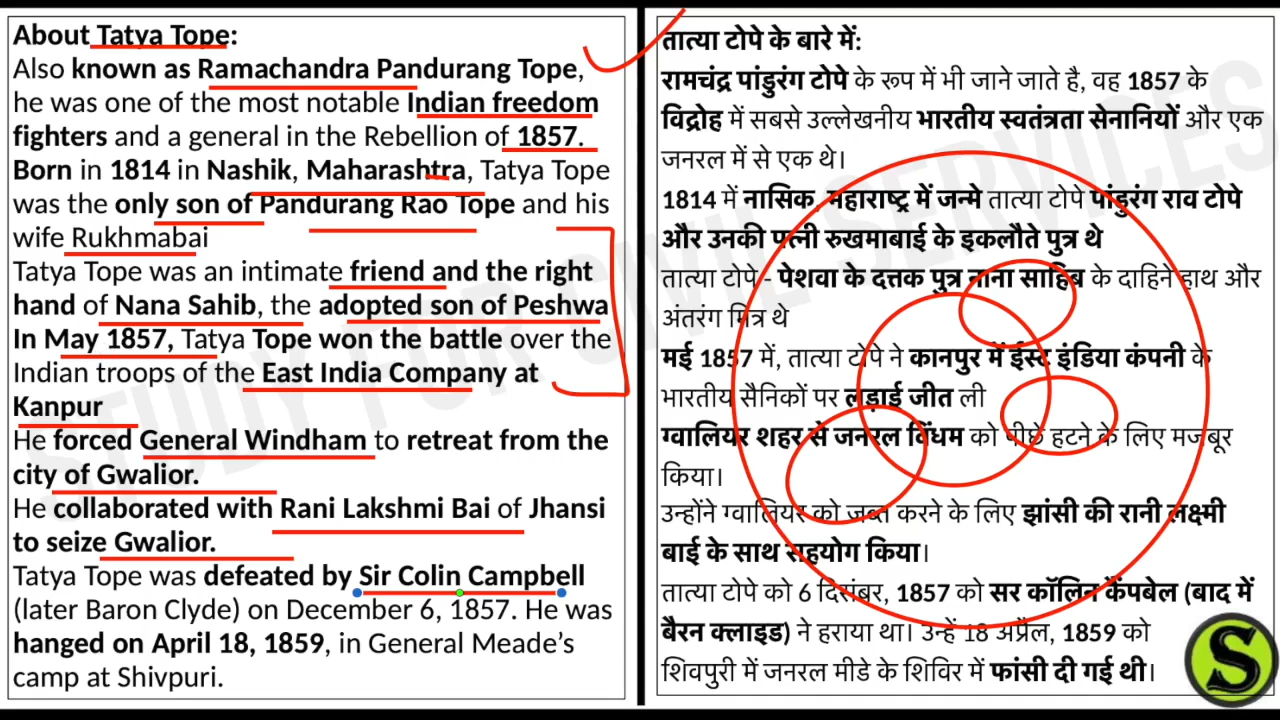 About Tatya Tope:
Also known as Ramachandra Pandurang Tope,
he was one of the most notable Indian freedom
fighters and a general in the Rebellion of 1857.
Born in 1814 in Nashik, Maharashtra, Tatya Tope
was the only son of Pandurang Rao Tope and his
wife Rukhmabai
Tatya Tope was an intimate friend and the right
hand of Nana Sahib, the adopted son of Peshwa
In May 1857, Tatya Tope won the battle over the
Indian troops of the East India Company at
Kanpur
He forced General Windham to retreat from the
city of Gwalior.
He collaborated with Rani Lakshmi Bai of Jhansi
to seize Gwalior.
Tatya Tope was defeated by Sir Colin Campbell
(later Baron Clyde) on December 6, 1857. He was
hanged on April 18, 1859, in General Meade’s
camp at Shivpuri.
तात्या टोपे के बारे में:
रामचंद्र पांडुरंग टोपे के रूप में भी जाने जाते है, वह 1857 के
विद्रोह में सबसे उल्लेखनीय भारतीय स्वतंत्रता सेनानियों और एक
जनरल में से एक थे।
1814 में नासिक, महाराष्ट्र में जन्मे तात्या टोपे पांडुरंग राव टोपे
और उनकी पत्नी रुखमाबाई के इकलौते पुत्र थे
तात्या टोपे - पेशवा के दत्तक पुत्र नाना साहिब के दाहिने हाथ और
अंतरंग मित्र थे
मई 1857 में, तात्या टोपे ने कानपुर में ईस्ट इंडिया कंपनी के
भारतीय सैनिकों पर लड़ाई जीत ली
ग्वालियर शहर से जनरल विंधम को पीछे हटने के लिए मजबूर
किया।
उन्होंने ग्वालियर को जब्त करने के लिए झांसी की रानी लक्ष्मी
बाई के साथ सहयोग किया।
तात्या टोपे को 6 दिसंबर, 1857 को सर कॉलिन कैंपबेल (बाद में
बैरन क्लाइड) ने हराया था। उन्हें 18 अप्रैल, 1859 को
शिवपुरी में जनरल मीडे के शिविर में फांसी दी गई थी।
STUDY FOR CIVIL SERVICES
S